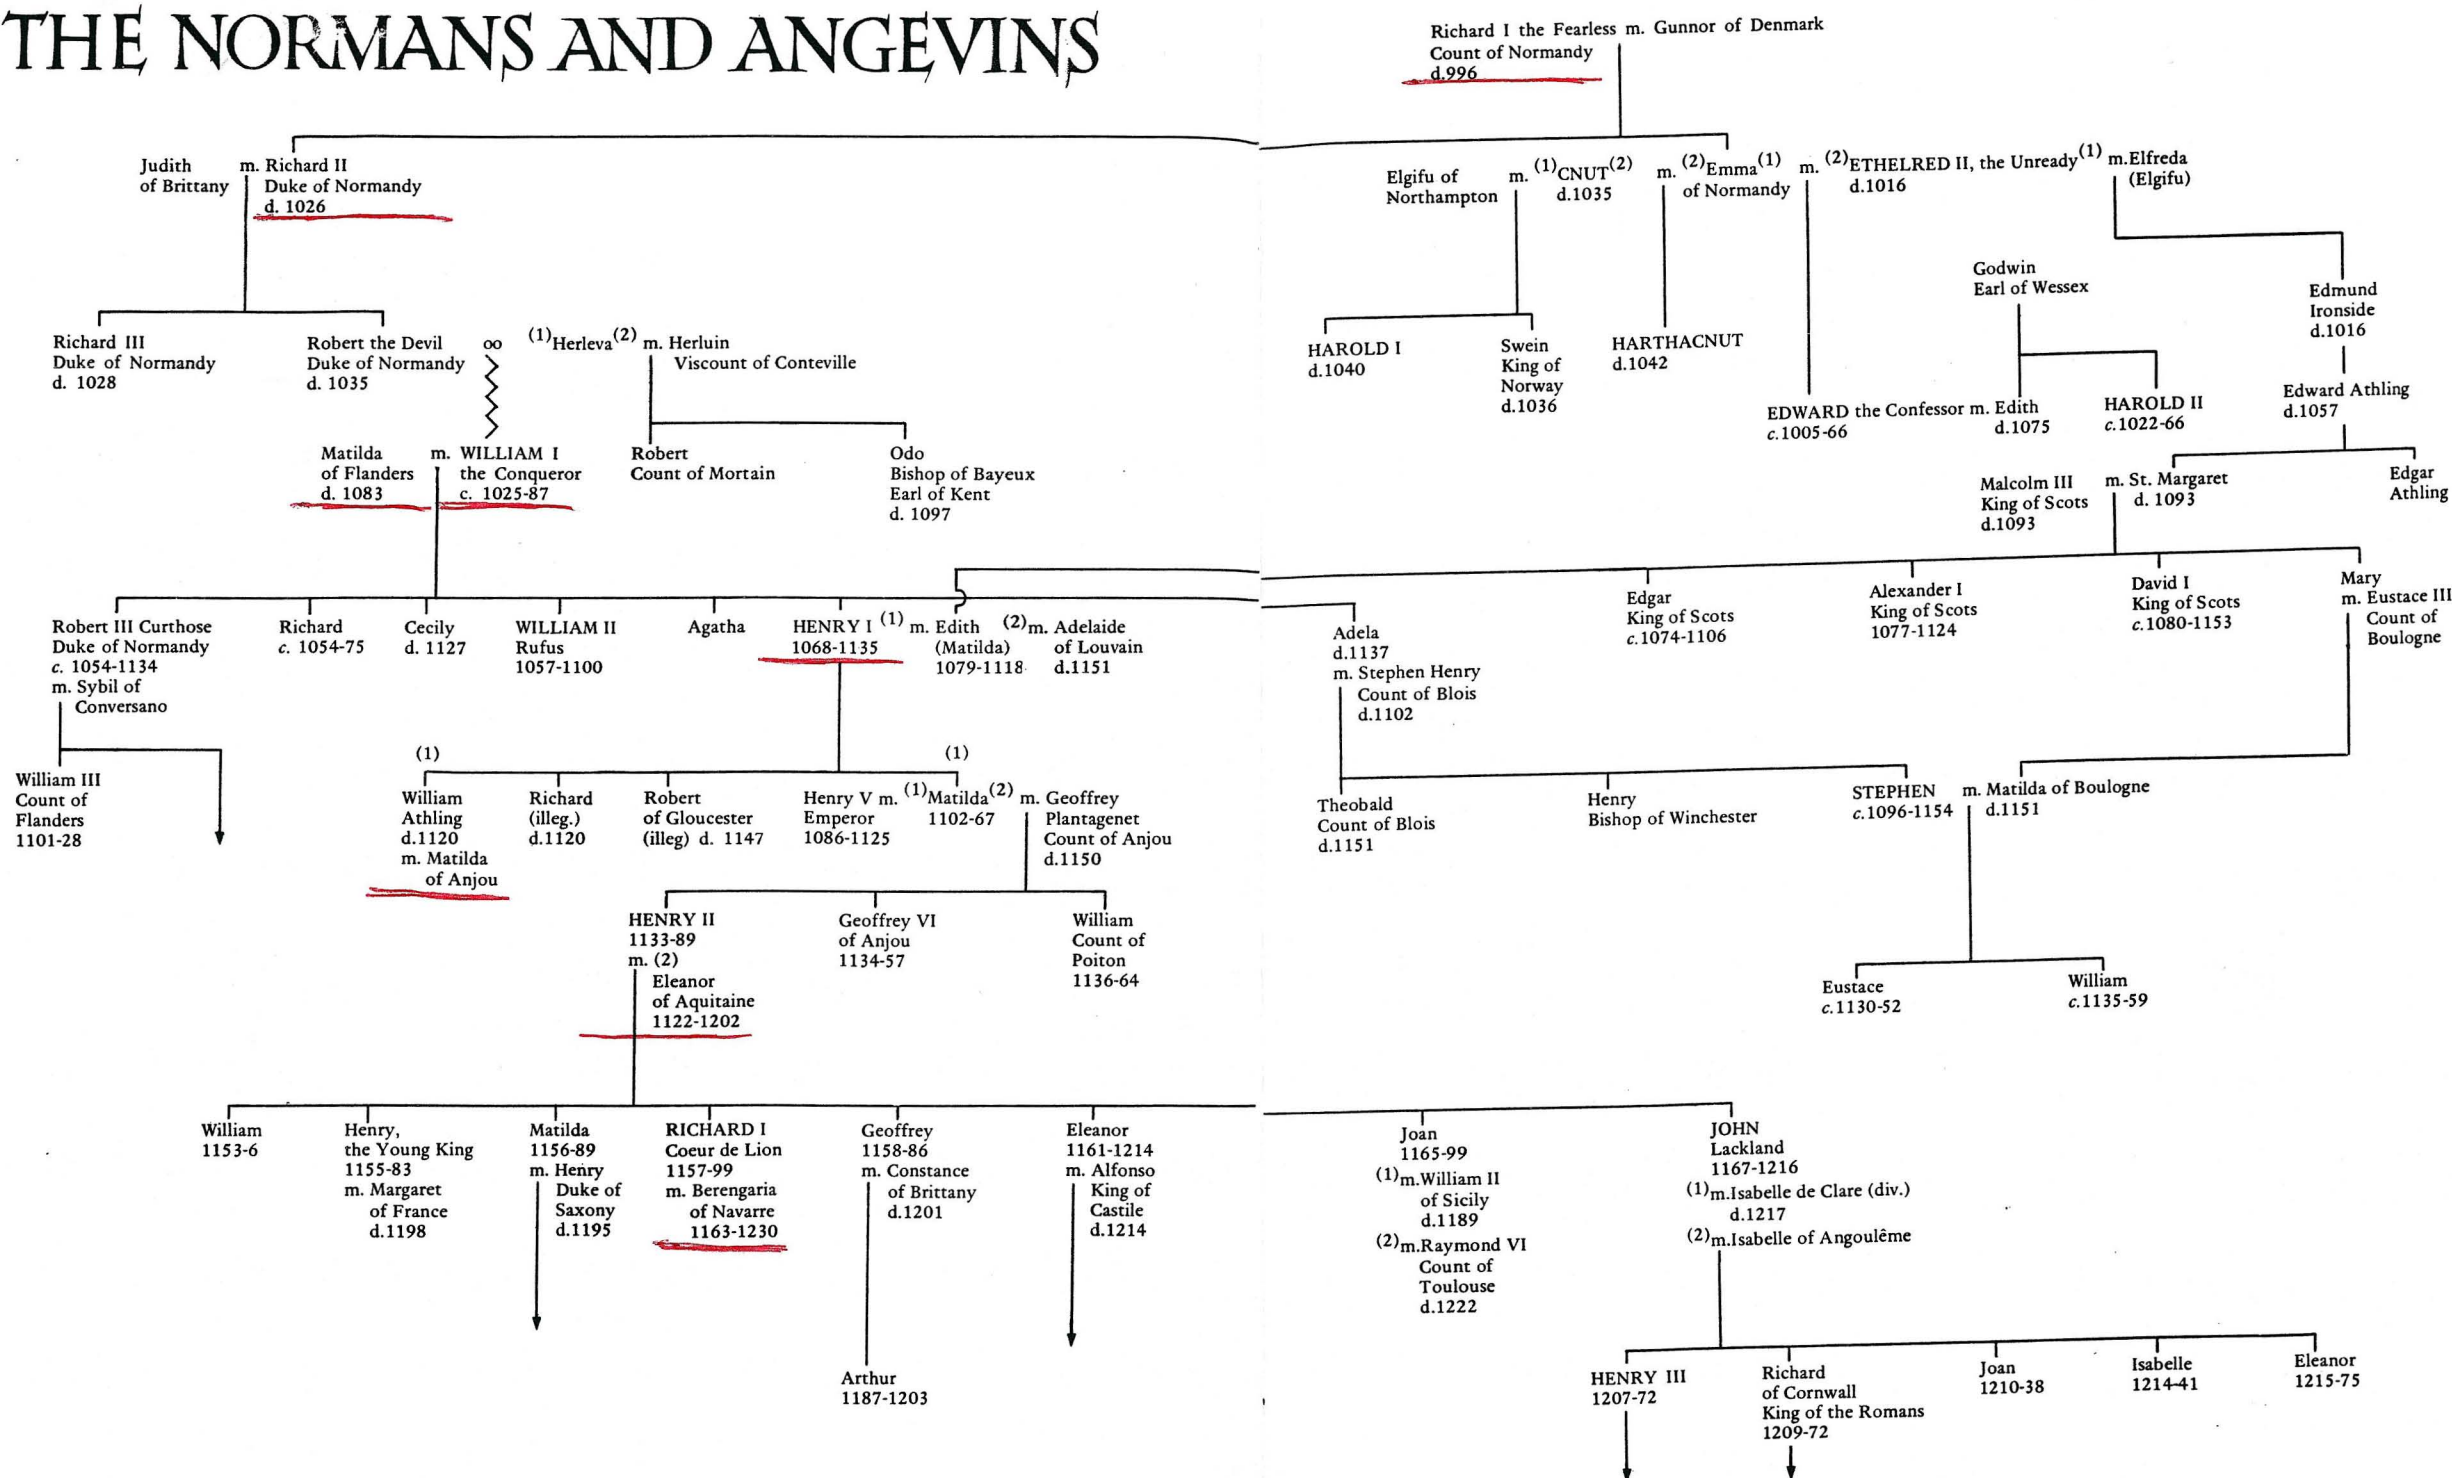 THE NORMANS AND ANGEVINS
Richard I the Fearless m. Gunnor of Denmark
Count of Normandy
d.996
Judith
of Brittany
m. Richard II
Duke of Normandy
d. 1026
Elgifu of
Northampton
m. (1)CNUT(2)
d.1035
m. (2)Emma(1)
of Normandy
m. (2)ETHELRED II, the Unready(1)
d.1016
m.Elfreda
(Elgifu)
Godwin
Earl of Wessex
Edmund
Ironside
d.1016
Richard III
Duke of Normandy
d. 1028
Robert the Devil
Duke of Normandy
d. 1035
∞
(1)Herleva(2) m. Herluin
Viscount of Conteville
HAROLD I
d.1040
Swein
King of
Norway
d.1036
HARTHACNUT
d.1042
EDWARD the Confessor m. Edith
c.1005-66
d.1075
HAROLD II
c.1022-66
Edward Athling
d.1057
Matilda
of Flanders
d. 1083
m. WILLIAM I
the Conqueror
c. 1025-87
Robert
Count of Mortain
Odo
Bishop of Bayeux
Earl of Kent
d. 1097
Malcolm III
King of Scots
d.1093
m. St. Margaret
d. 1093
Edgar
Athling
Robert III Curthose
Duke of Normandy
c. 1054-1134
m. Sybil of
Conversano
Richard
c. 1054-75
Cecily
d. 1127
WILLIAM II
Rufus
1057-1100
Agatha
HENRY I (1)
1068-1135
m. Edith
(Matilda)
1079-1118
(2)m. Adelaide
of Louvain
d.1151
Adela
d.1137
m. Stephen Henry
Count of Blois
d.1102
Edgar
King of Scots
c.1074-1106
Alexander I
King of Scots
1077-1124
David I
King of Scots
c.1080-1153
Mary
m. Eustace III
Count of
Boulogne
William III
Count of
Flanders
1101-28
(1)
William
Athling
d.1120
m. Matilda
of Anjou
Richard
(illeg.)
d.1120
Robert
of Gloucester
(illeg) d. 1147
Henry V m.
Emperor
1086-1125
(1)
(1)Matilda(2)
1102-67
m. Geoffrey
Plantagenet
Count of Anjou
d.1150
Theobald
Count of Blois
d.1151
Henry
Bishop of Winchester
STEPHEN
c.1096-1154
m. Matilda of Boulogne
d.1151
HENRY II
1133-89
m. (2)
Eleanor
of Aquitaine
1122-1202
Geoffrey VI
of Anjou
1134-57
William
Count of
Poiton
1136-64
Eustace
c.1130-52
William
c.1135-59
William
1153-6
Henry,
the Young King
1155-83
m. Margaret
of France
d.1198
Matilda
1156-89
m. Henry
Duke of
Saxony
d.1195
RICHARD I
Coeur de Lion
1157-99
m. Berengaria
of Navarre
1163-1230
Geoffrey
1158-86
m. Constance
of Brittany
d.1201
Eleanor
1161-1214
m. Alfonso
King of
Castile
d.1214
Joan
1165-99
(1)m.William II
of Sicily
d.1189
(2)m.Raymond VI
Count of
Toulouse
d.1222
JOHN
Lackland
1167-1216
(1)m.Isabelle de Clare (div.)
d.1217
(2)m.Isabelle of Angoulême
Arthur
1187-1203
HENRY III
1207-72
Richard
of Cornwall
King of the Romans
1209-72
Joan
1210-38
Isabelle
1214-41
Eleanor
1215-75